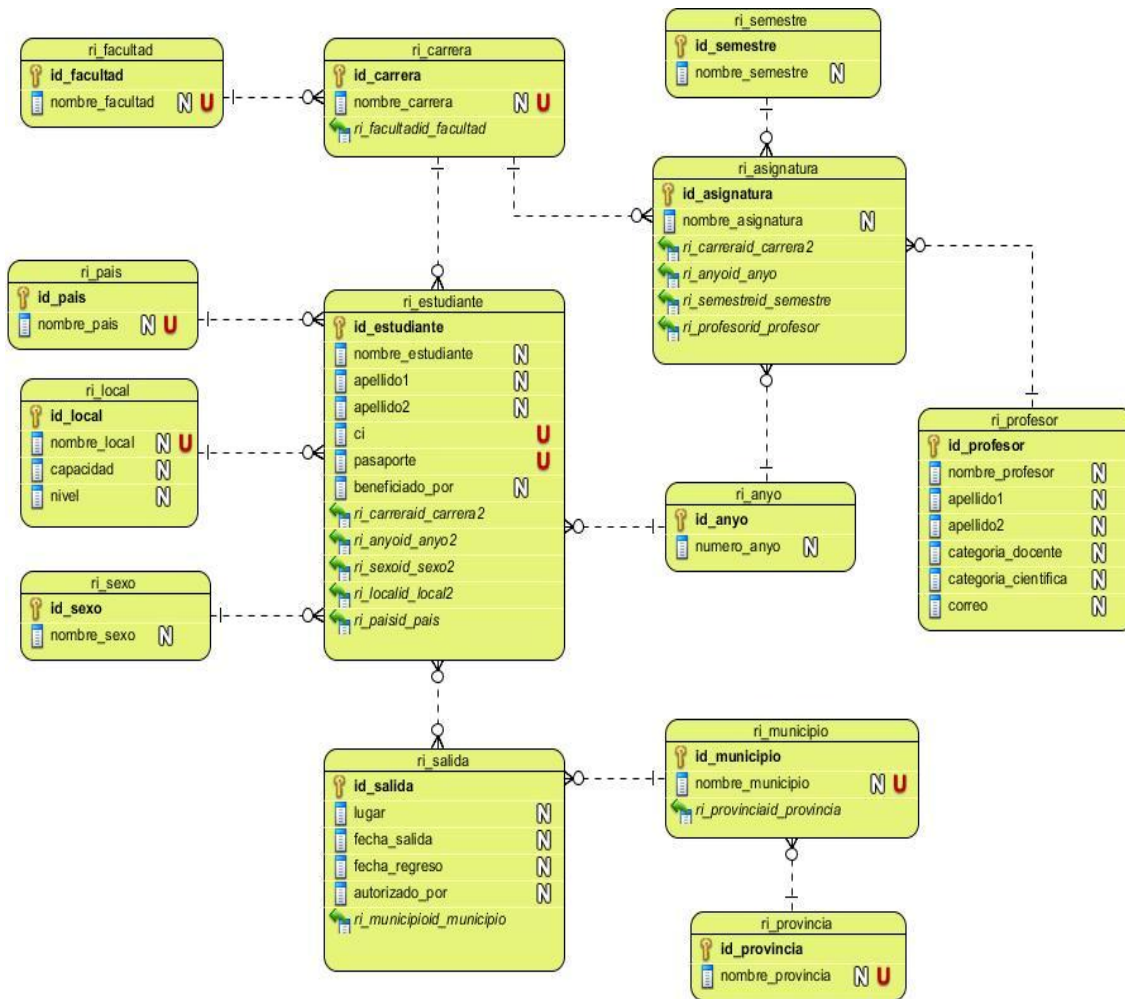 ri_facultad
id_facultad
nombre_facultad N U
ri_carrera
id_carrera
nombre_carrera N U
ri_facultadid_facultad
ri_semestre
id_semestre
nombre_semestre N
ri_asignatura
id_asignatura
nombre_asignatura N
ri_carreraid_carrera2
ri_anyoid_anyo
ri_semestreid_semestre
ri_profesorid_profesor
ri_pais
id_pais
nombre_pais N U
ri_local
id_local
nombre_local N U
capacidad N
nivel N
ri_sexo
id_sexo
nombre_sexo N
ri_estudiante
id_estudiante
nombre_estudiante N
apellido1 N
apellido2 N
ci U
pasaporte U
beneficiado_por N
ri_carreraid_carrera2
ri_anyoid_anyo2
ri_sexoid_sexo2
ri_localid_local2
ri_paisid_pais
ri_anyo
id_anyo
numero_anyo N
ri_profesor
id_profesor
nombre_profesor N
apellido1 N
apellido2 N
categoria_docente N
categoria_cientifica N
correo N
ri_salida
id_salida
lugar N
fecha_salida N
fecha_regreso N
autorizado_por N
ri_municipioid_municipio
ri_municipio
id_municipio
nombre_municipio N U
ri_provinciaid_provincia
ri_provincia
id_provincia
nombre_provincia N U